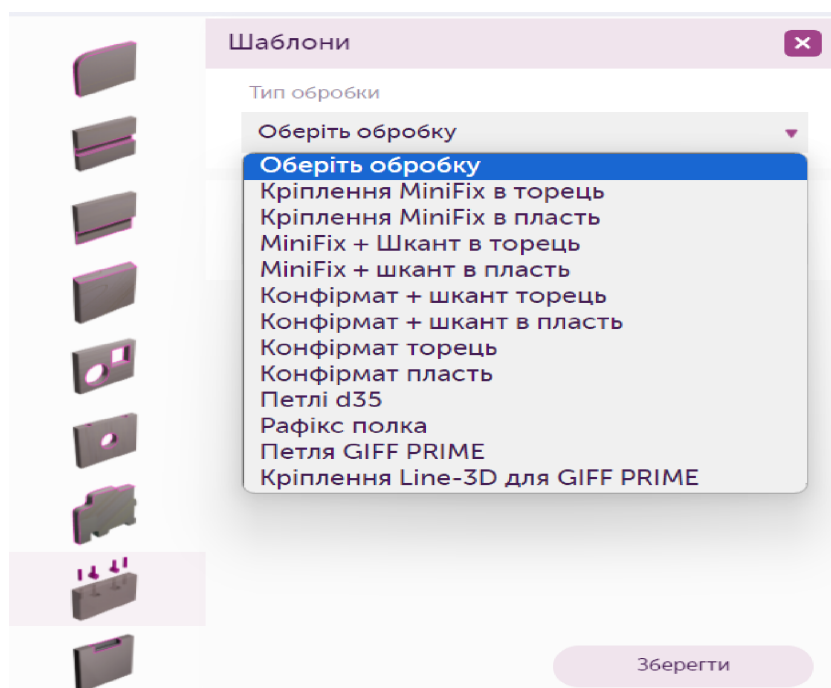 Шаблони
Тип обробки
Оберіть обробку
Оберіть обробку
Кріплення MiniFix в торець
Кріплення MiniFix в пласть
MiniFix + Шкант в торець
MiniFix + шкант в пласть
Конфірмат + шкант торець
Конфірмат + шкант в пласть
Конфірмат торець
Конфірмат пласть
Петлі d35
Рафікс полка
Петля GIFF PRIME
Кріплення Line-3D для GIFF PRIME
Зберегти